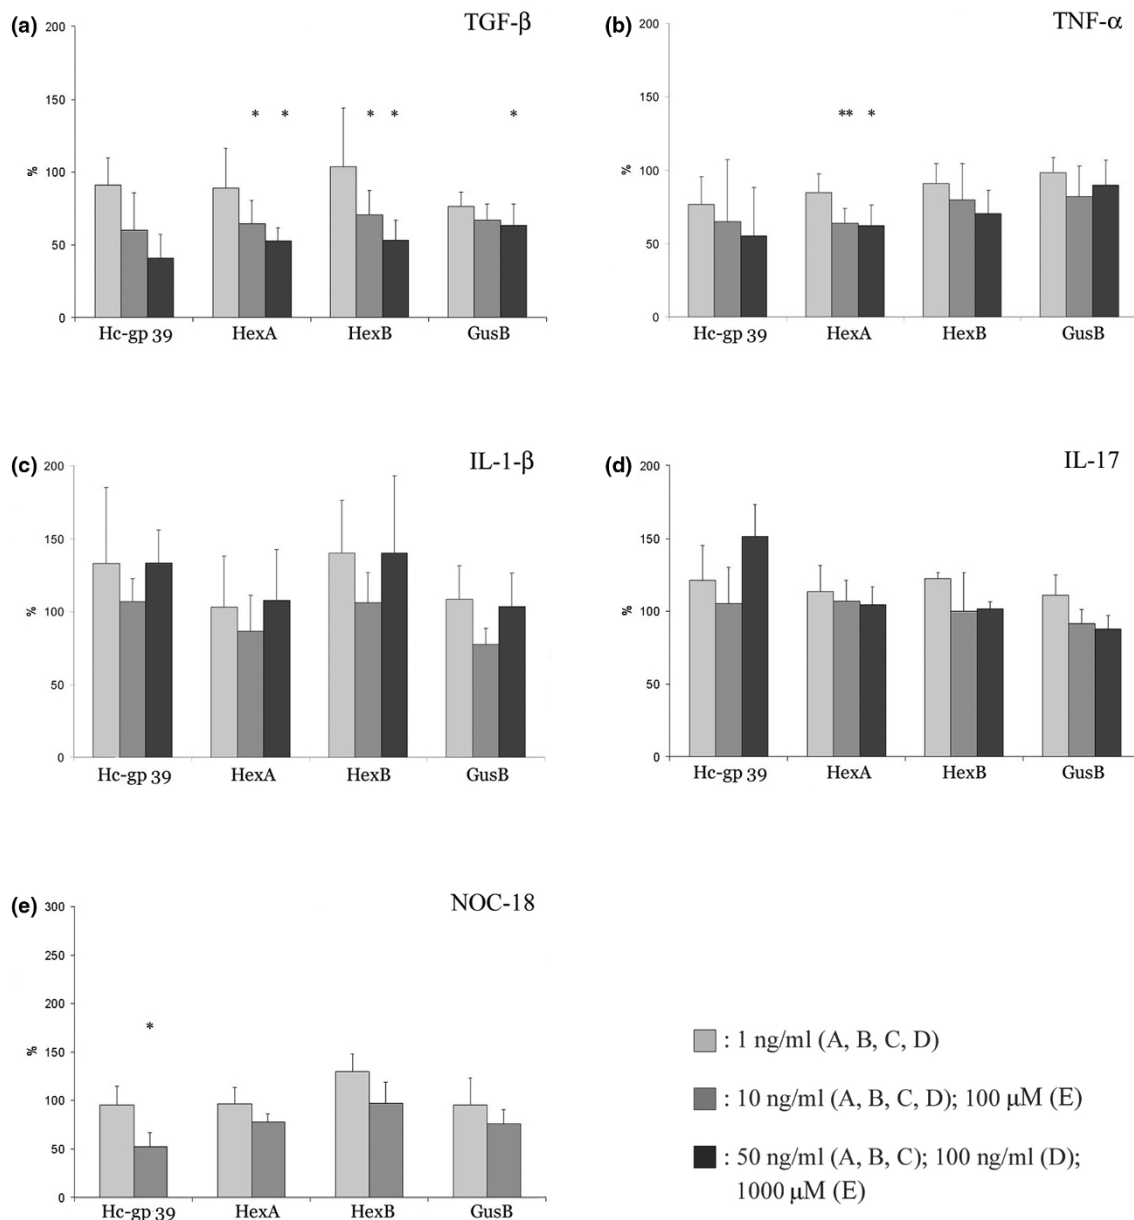 (a) TGF-β
200
150
* * * * *
100
%
50
0
Hc-gp 39 HexA HexB GusB
(b) TNF-α
200
150
** *
100
%
50
0
Hc-gp 39 HexA HexB GusB
(c) IL-1-β
200
150
100
%
50
0
Hc-gp 39 HexA HexB GusB
(d) IL-17
200
150
100
%
50
0
Hc-gp 39 HexA HexB GusB
(e) NOC-18
300
250
200
*
150
%
100
50
0
Hc-gp 39 HexA HexB GusB
: 1 ng/ml (A, B, C, D)
: 10 ng/ml (A, B, C, D); 100 μM (E)
: 50 ng/ml (A, B, C); 100 ng/ml (D);
1000 μM (E)